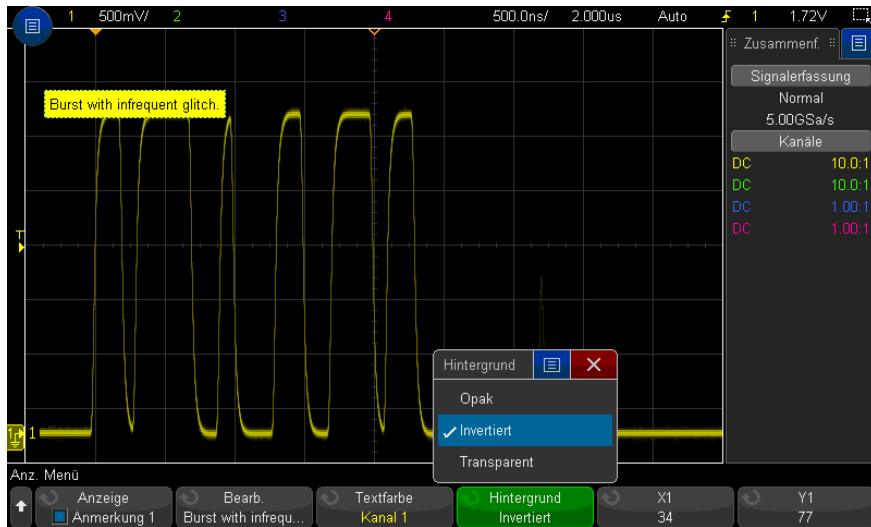 1 500mV/ 2 3 4 500.0ns/ 2.000us Auto 1 1.72V
Zusammenf.
Signalerfassung
Normal
5.00GSa/s
Kanäle
DC 10.0:1
DC 10.0:1
DC 1.00:1
DC 1.00:1
Burst with infrequent glitch.
T
1 1
Hintergrund
Opak
Invertiert
Transparent
Anz. Menü
Anzeige
Anmerkung 1
Bearb.
Burst with infrequ...
Textfarbe
Kanal 1
Hintergrund
Invertiert
X1
34
Y1
77